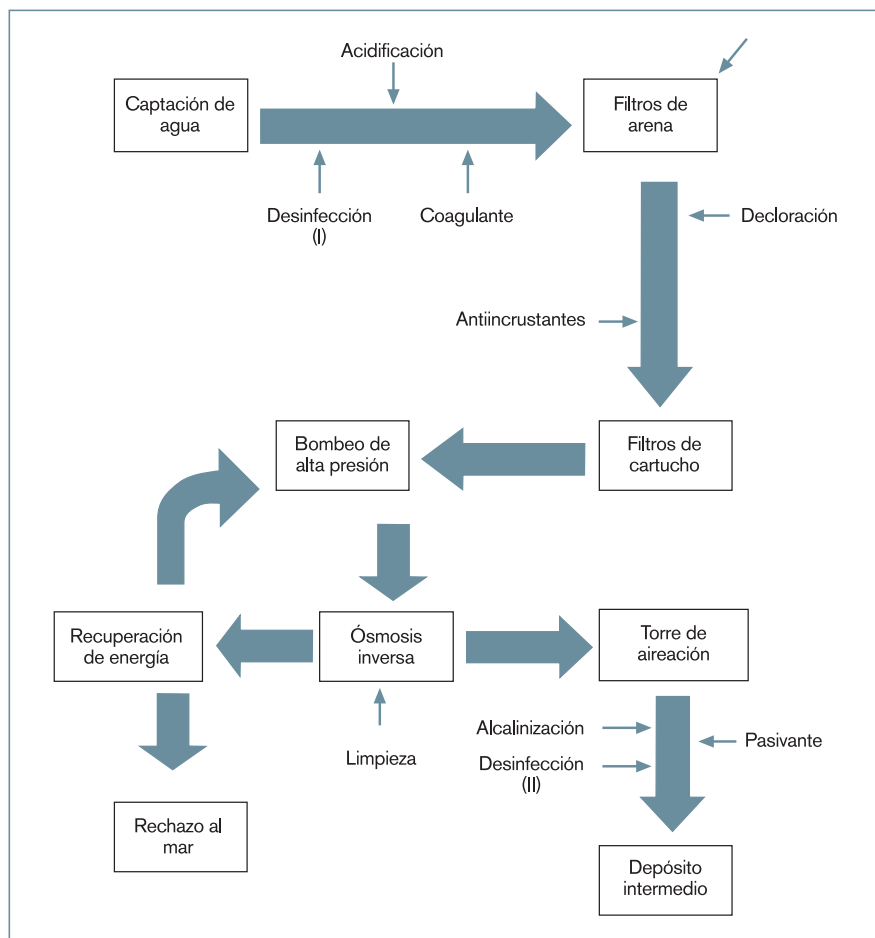 Acidificación
Captación de
agua
Filtros de
arena
Desinfección
(I)
Coagulante
Decloración
Antiincrustantes
Bombeo de
alta presión
Filtros de
cartucho
Recuperación
de energía
Ósmosis
inversa
Torre de
aireación
Alcalinización
Pasivante
Limpieza
Desinfección
(II)
Rechazo al
mar
Depósito
intermedio